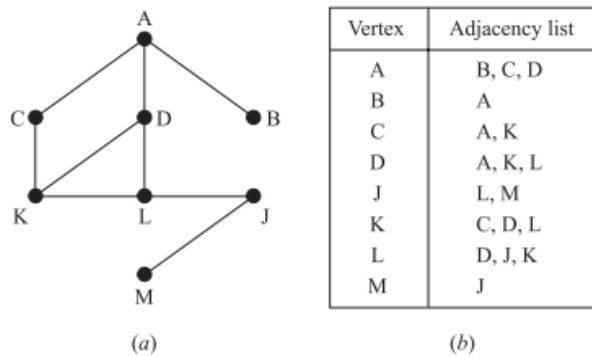 A
C
D
B
K
L
J
M
(a)
Vertex Adjacency list
A B, C, D
B A
C A, K
D A, K, L
J L, M
K C, D, L
L D, J, K
M J
(b)